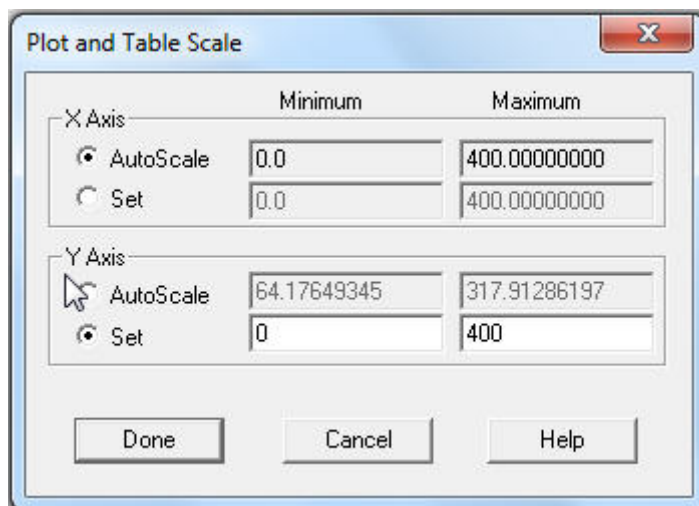 Plot and Table Scale
Minimum Maximum
X Axis
AutoScale 0.0 400.00000000
Set 0.0 400.00000000
Y Axis
AutoScale 64.17649345 317.91286197
Set 0 400
Done Cancel Help